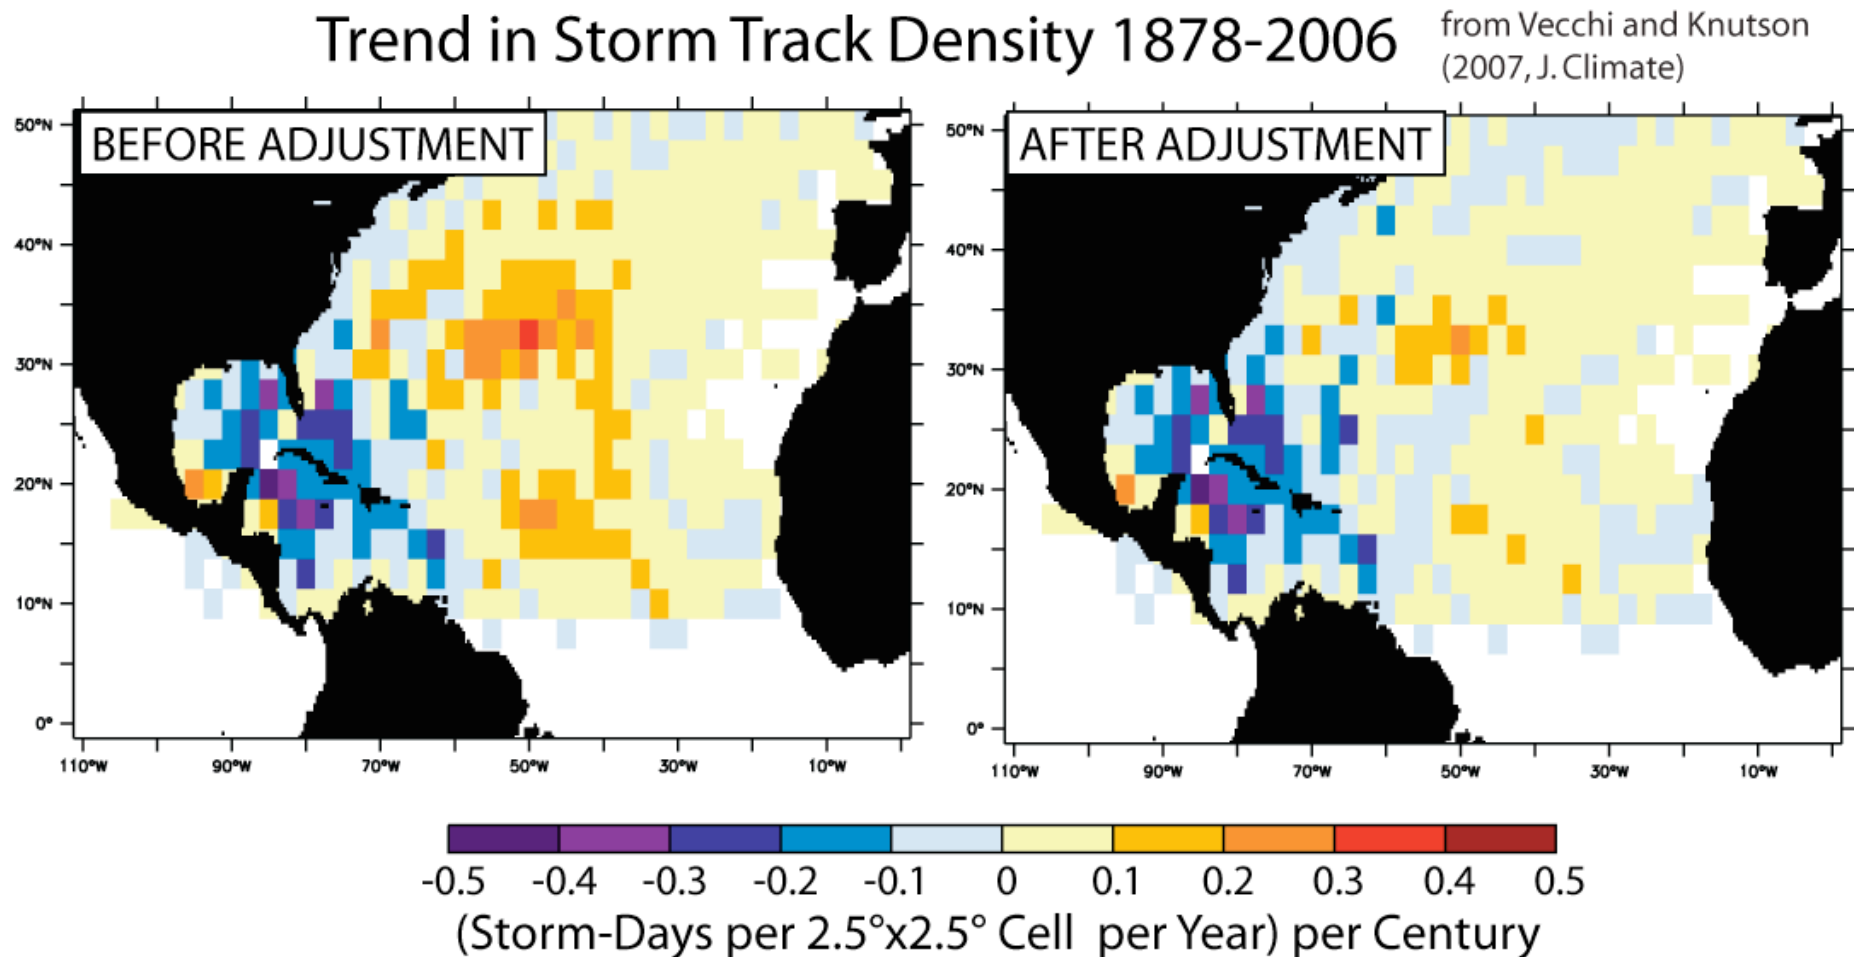 Trend in Storm Track Density 1878-2006
from Vecchi and Knutson
(2007, J. Climate)
BEFORE ADJUSTMENT
50°N
40°N
30°N
20°N
10°N
0°
110°W 90°W 70°W 50°W 30°W 10°W
AFTER ADJUSTMENT
50°N
40°N
30°N
20°N
10°N
0°
110°W 90°W 70°W 50°W 30°W 10°W
-0.5 -0.4 -0.3 -0.2 -0.1 0 0.1 0.2 0.3 0.4 0.5
(Storm-Days per 2.5°x2.5° Cell per Year) per Century